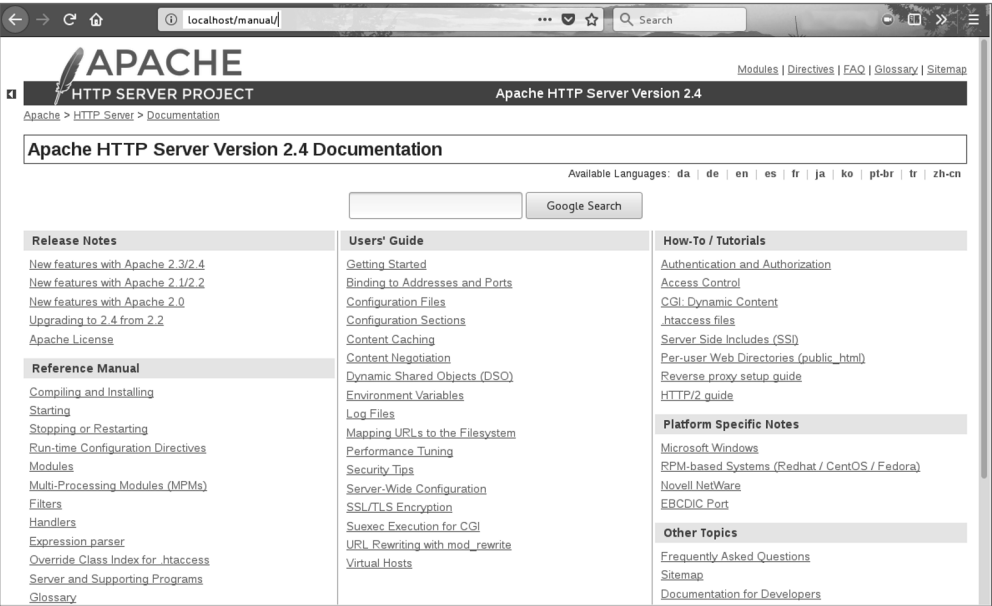 localhost/manual/
Search
APACHE
HTTP SERVER PROJECT
Modules | Directives | FAQ | Glossary | Sitemap
Apache HTTP Server Version 2.4
Apache > HTTP Server > Documentation
Apache HTTP Server Version 2.4 Documentation
Available Languages: da | de | en | es | fr | ja | ko | pt-br | tr | zh-cn
Google Search
Release Notes
New features with Apache 2.3/2.4
New features with Apache 2.1/2.2
New features with Apache 2.0
Upgrading to 2.4 from 2.2
Apache License
Reference Manual
Compiling and Installing
Starting
Stopping or Restarting
Run-time Configuration Directives
Modules
Multi-Processing Modules (MPMs)
Filters
Handlers
Expression parser
Override Class Index for .htaccess
Server and Supporting Programs
Glossary
Users' Guide
Getting Started
Binding to Addresses and Ports
Configuration Files
Configuration Sections
Content Caching
Content Negotiation
Dynamic Shared Objects (DSO)
Environment Variables
Log Files
Mapping URLs to the Filesystem
Performance Tuning
Security Tips
Server-Wide Configuration
SSL/TLS Encryption
Suexec Execution for CGI
URL Rewriting with mod_rewrite
Virtual Hosts
How-To / Tutorials
Authentication and Authorization
Access Control
CGI: Dynamic Content
.htaccess files
Server Side Includes (SSI)
Per-user Web Directories (public_html)
Reverse proxy setup guide
HTTP/2 guide
Platform Specific Notes
Microsoft Windows
RPM-based Systems (Redhat / CentOS / Fedora)
Novell NetWare
EBCDIC Port
Other Topics
Frequently Asked Questions
Sitemap
Documentation for Developers